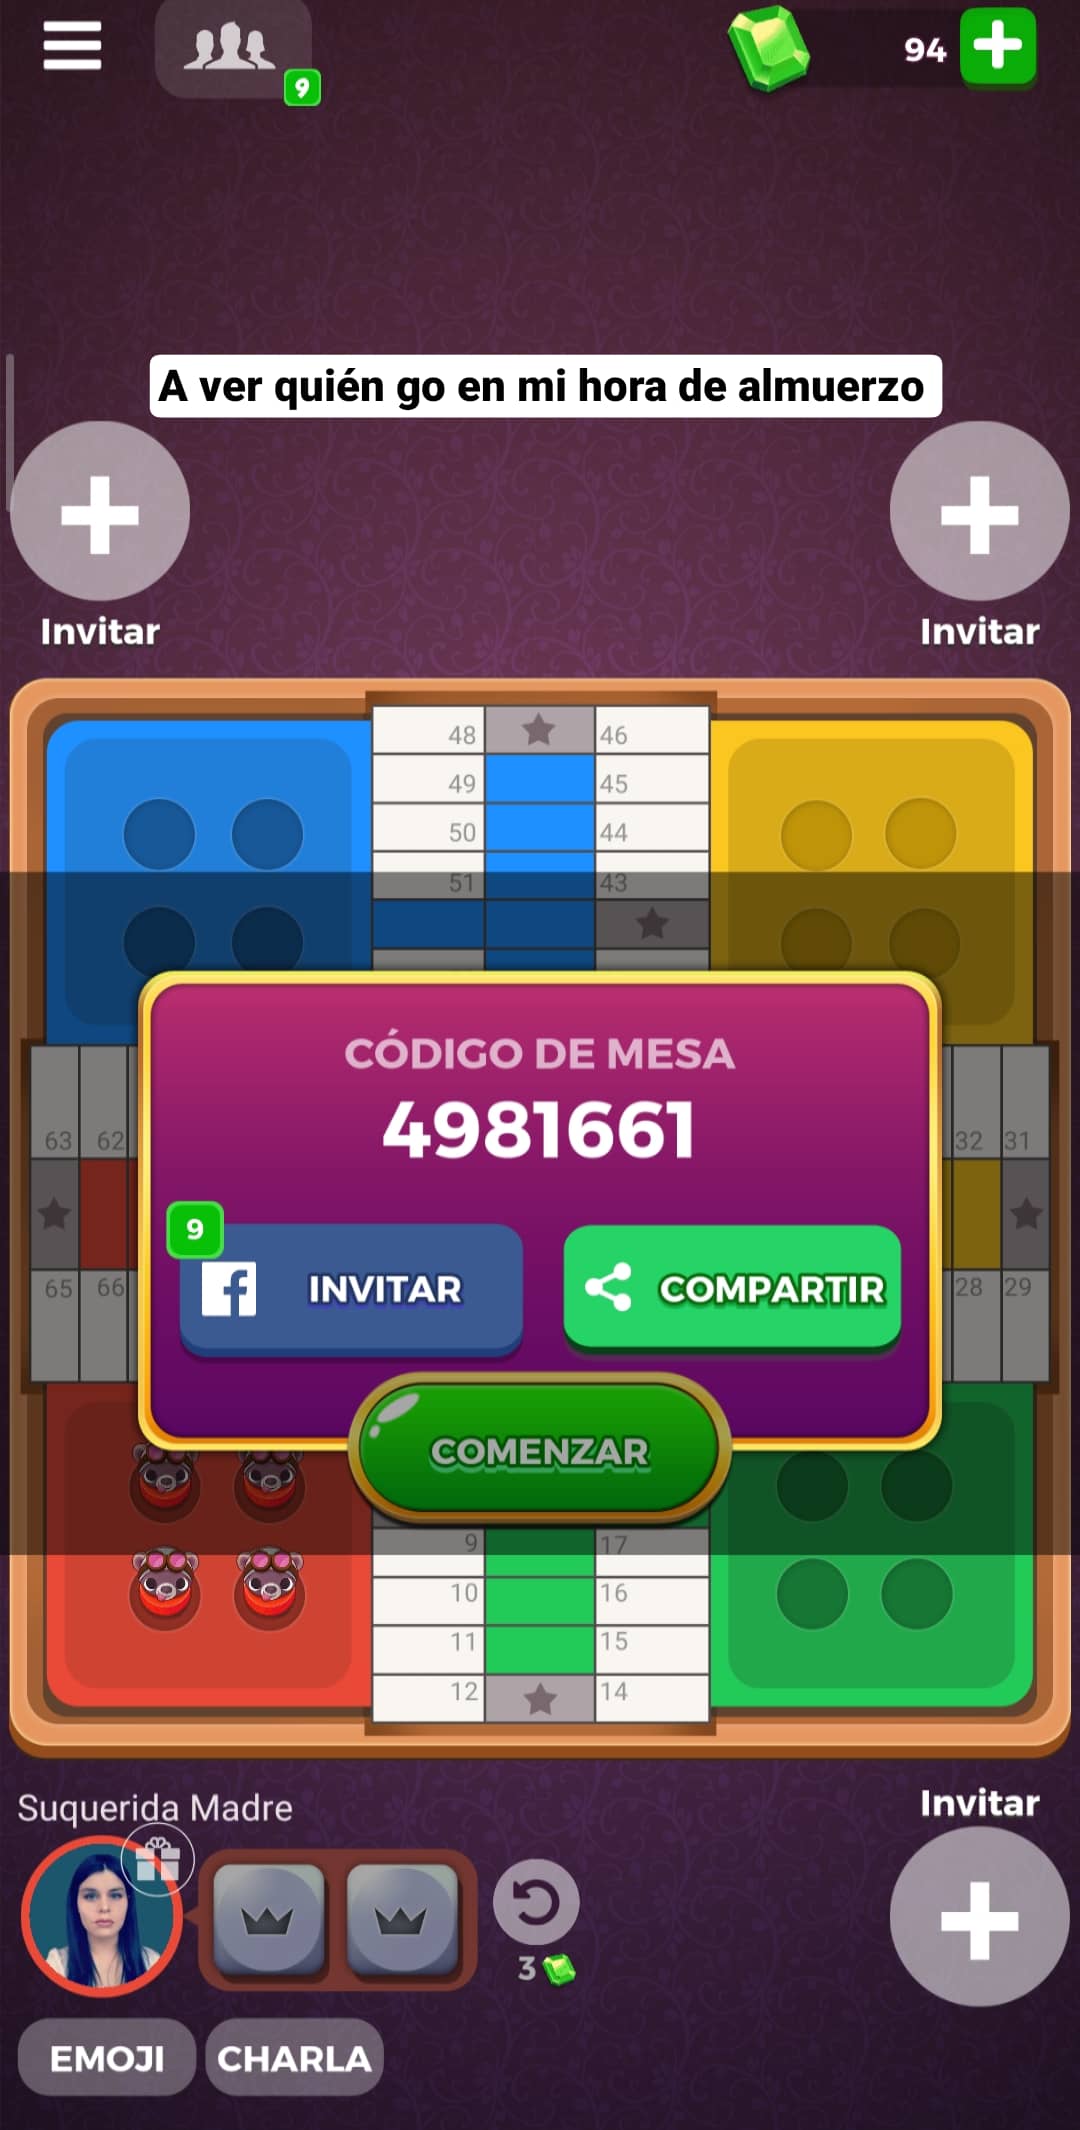 9
94
A ver quién go en mi hora de almuerzo
Invitar
Invitar
48 46
49 45
50 44
51 43
CÓDIGO DE MESA
4981661
63 62 32 31
9
INVITAR COMPARTIR
65 66 28 29
COMENZAR
9 17
10 16
11 15
12 14
Suquerida Madre
Invitar
3
EMOJI CHARLA